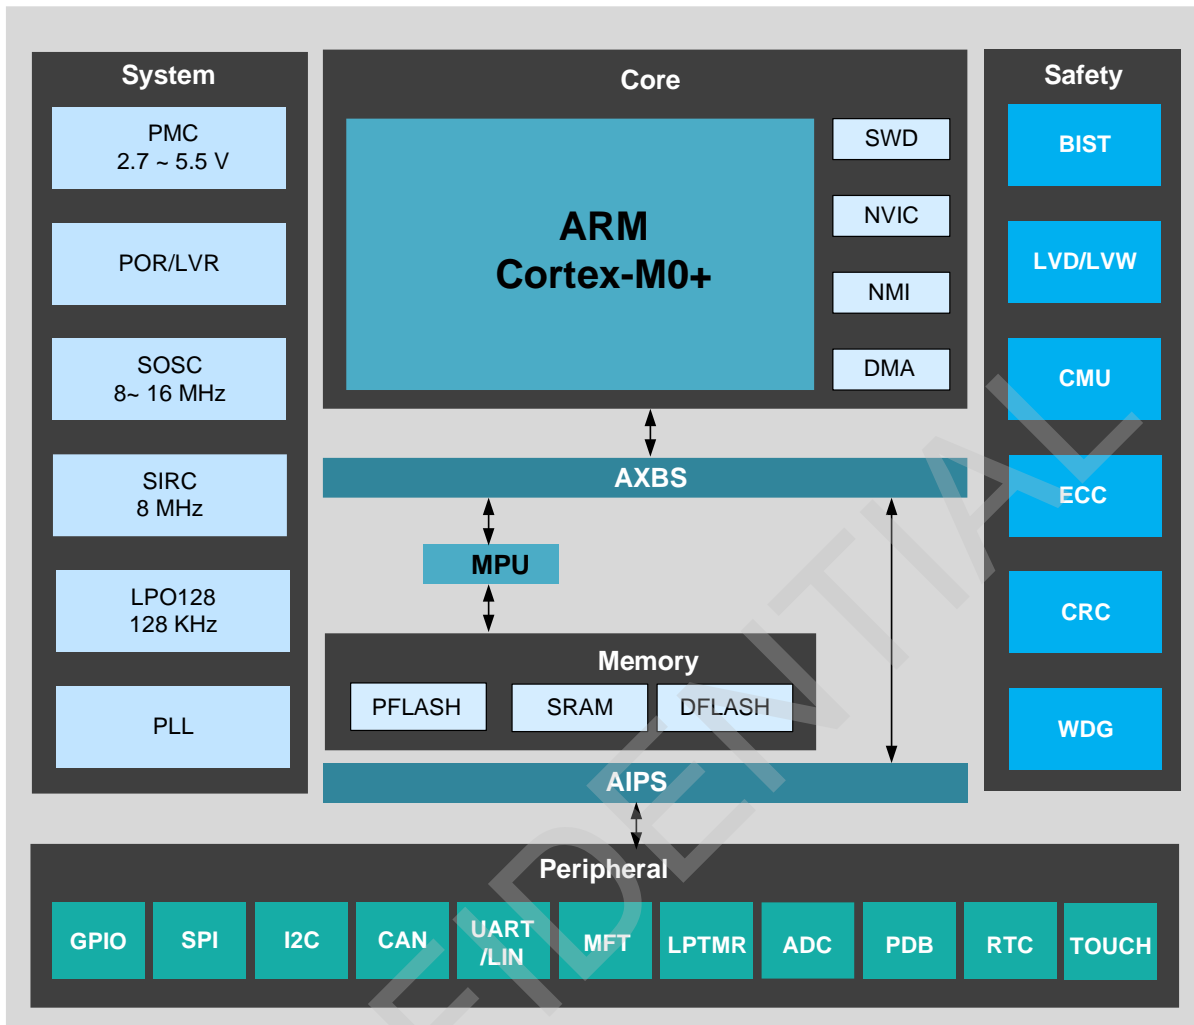 System
PMC
2.7 ~ 5.5 V
POR/LVR
SOSC
8~ 16 MHz
SIRC
8 MHz
LPO128
128 KHz
PLL
Core
ARM
Cortex-M0+
SWD
NVIC
NMI
DMA
Safety
BIST
LVD/LVW
CMU
ECC
CRC
WDG
AXBS
MPU
Memory
PFLASH
SRAM
DFLASH
AIPS
Peripheral
GPIO
SPI
I2C
CAN
UART
/LIN
MFT
LPTMR
ADC
PDB
RTC
TOUCH
FIDENTIAL